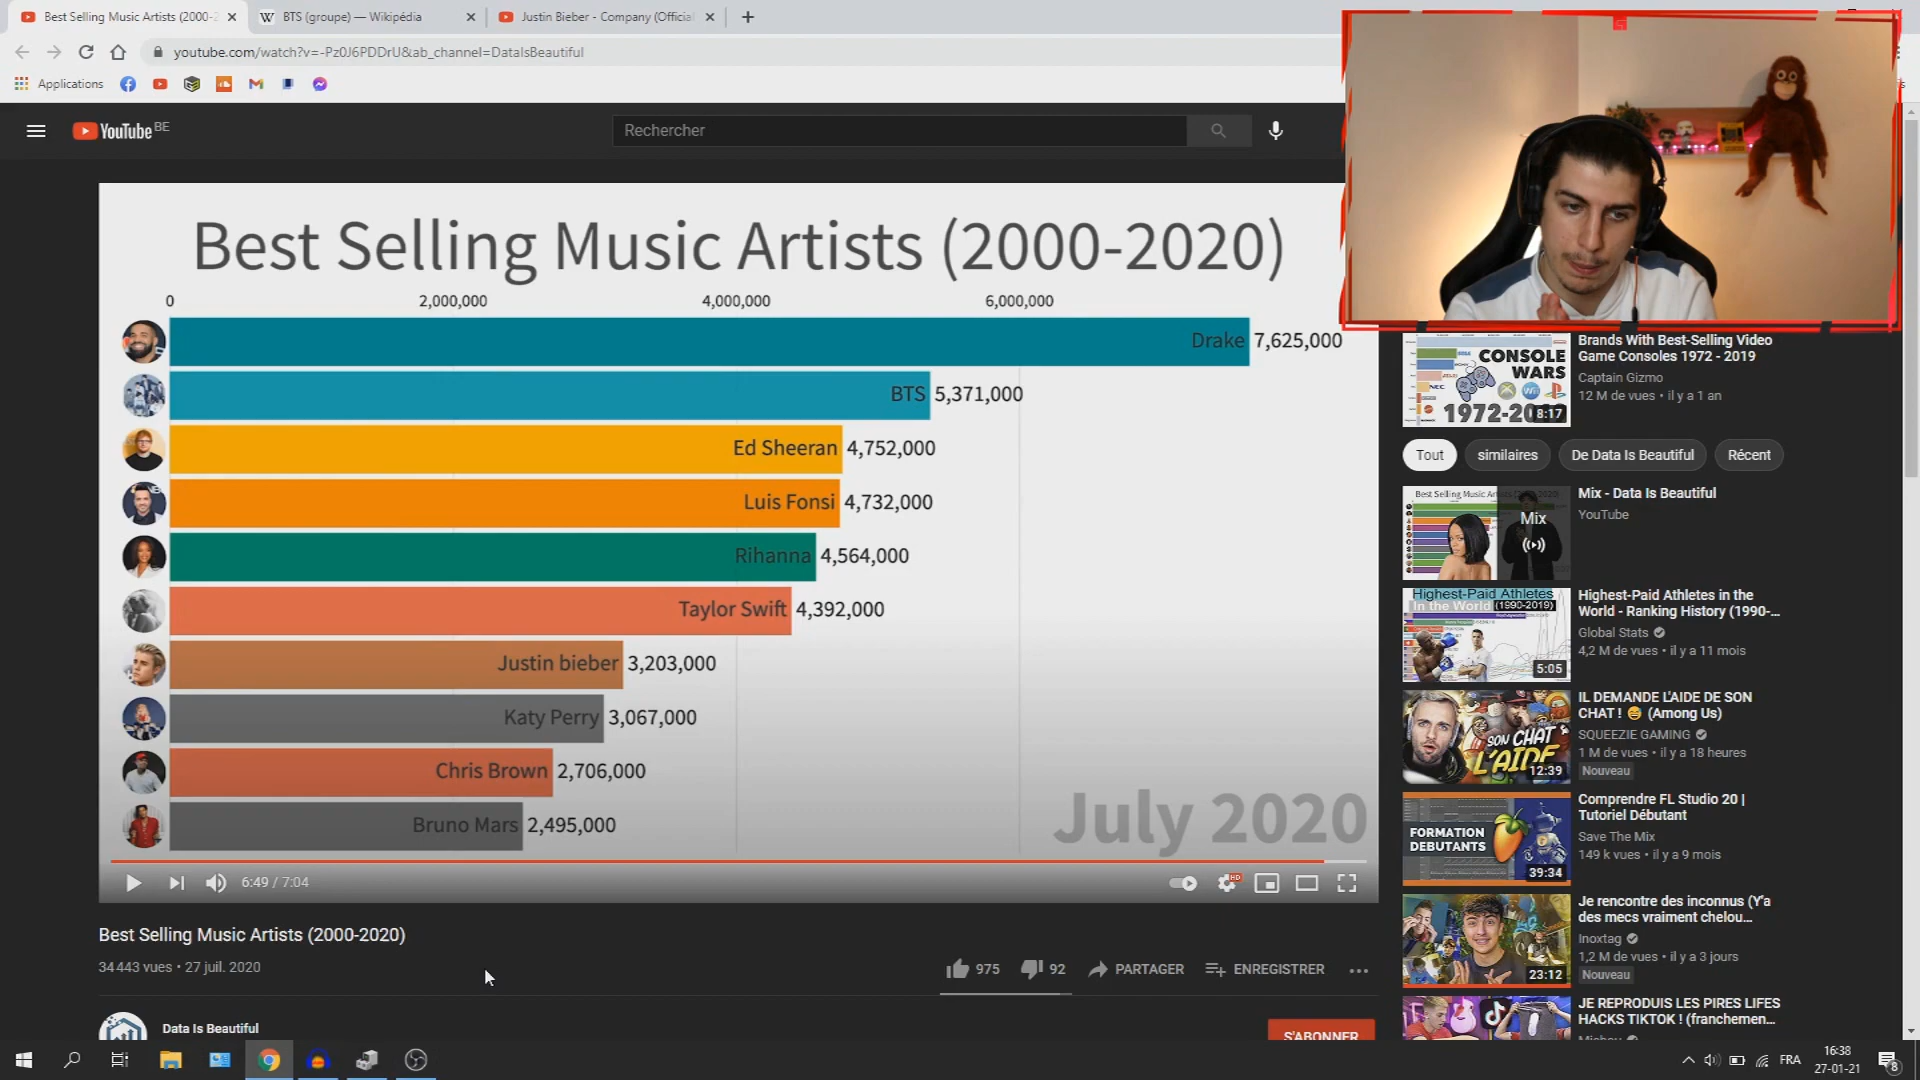 Best Selling Music Artists (2000-2
BTS (groupe) — Wikipédia
Justin Bieber - Company (Official
youtube.com/watch?v=-Pz0J6PDDrU&ab_channel=DataIsBeautiful
Applications
YouTube BE
Rechercher
Best Selling Music Artists (2000-2020)
0 2,000,000 4,000,000 6,000,000
Drake 7,625,000
BTS 5,371,000
Ed Sheeran 4,752,000
Luis Fonsi 4,732,000
Rihanna 4,564,000
Taylor Swift 4,392,000
Justin bieber 3,203,000
Katy Perry 3,067,000
Chris Brown 2,706,000
Bruno Mars 2,495,000
July 2020
6:49 / 7:04
HD
Best Selling Music Artists (2000-2020)
34 443 vues • 27 juil. 2020
975
92
PARTAGER
ENREGISTRER
Data Is Beautiful
S'ABONNER
CONSOLE
WARS
8:17
Brands With Best-Selling Video
Game Consoles 1972 - 2019
Captain Gizmo
12 M de vues • il y a 1 an
Tout
similaires
De Data Is Beautiful
Récent
Mix
Mix - Data Is Beautiful
YouTube
Highest-Paid Athletes
In the World (1990-2019)
5:05
Highest-Paid Athletes in the
World - Ranking History (1990-...
Global Stats
4,2 M de vues • il y a 11 mois
SON CHAT
L'AIDE
12:39
IL DEMANDE L'AIDE DE SON
CHAT ! 😅 (Among Us)
SQUEEZIE GAMING
1 M de vues • il y a 18 heures
Nouveau
FORMATION
DEBUTANTS
39:34
Comprendre FL Studio 20 |
Tutoriel Débutant
Save The Mix
149 k vues • il y a 9 mois
23:12
Je rencontre des inconnus (Y'a
des mecs vraiment chelou...
Inoxtag
1,2 M de vues • il y a 3 jours
Nouveau
JE REPRODUIS LES PIRES LIFES
HACKS TIKTOK ! (franchemen...
FRA
16:38
27-01-21
8